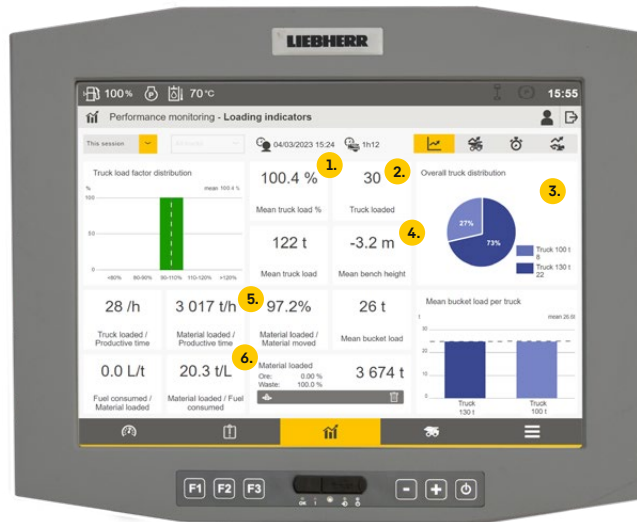 LIEBHERR
100 % 70 °C 15:55
Performance monitoring - Loading indicators
This session 04/03/2023 15:24 1h12
Truck load factor distribution
% mean 100.4 %
100
50
0
<80% 80-90% 90-110% 110-120% >120%
1.
100.4 %
Mean truck load %
2.
30
Truck loaded
122 t
Mean truck load
4.
-3.2 m
Mean bench height
Overall truck distribution
3.
27%
73%
Truck 100 t
8
Truck 130 t
22
28 /h
Truck loaded /
Productive time
3 017 t/h
Material loaded /
Productive time
5.
97.2%
Material loaded /
Material moved
26 t
Mean bucket load
0.0 L/t
Fuel consumed /
Material loaded
20.3 t/L
Material loaded / Fuel
consumed
6.
Material loaded
Ore: 0.00 %
Waste: 100.0 %
3 674 t
Mean bucket load per truck
t
30
20
10
0
Truck
130 t
Truck
100 t
F1 F2 F3
- +